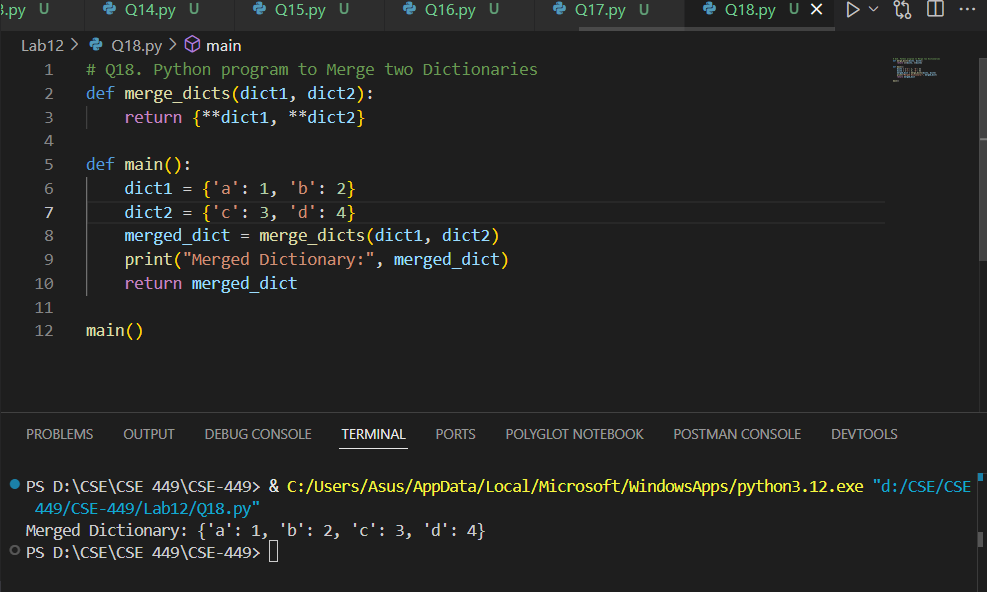 .py U Q14.py U Q15.py U Q16.py U Q17.py U Q18.py U
Lab12 > Q18.py > main
1 # Q18. Python program to Merge two Dictionaries
2 def merge_dicts(dict1, dict2):
3     return {**dict1, **dict2}
4
5 def main():
6     dict1 = {'a': 1, 'b': 2}
7     dict2 = {'c': 3, 'd': 4}
8     merged_dict = merge_dicts(dict1, dict2)
9     print("Merged Dictionary:", merged_dict)
10     return merged_dict
11
12 main()
PROBLEMS OUTPUT DEBUG CONSOLE TERMINAL PORTS POLYGLOT NOTEBOOK POSTMAN CONSOLE DEVTOOLS
PS D:\CSE\CSE 449\CSE-449> & C:/Users/Asus/AppData/Local/Microsoft/WindowsApps/python3.12.exe "d:/CSE/CSE
449/CSE-449/Lab12/Q18.py"
Merged Dictionary: {'a': 1, 'b': 2, 'c': 3, 'd': 4}
PS D:\CSE\CSE 449\CSE-449>